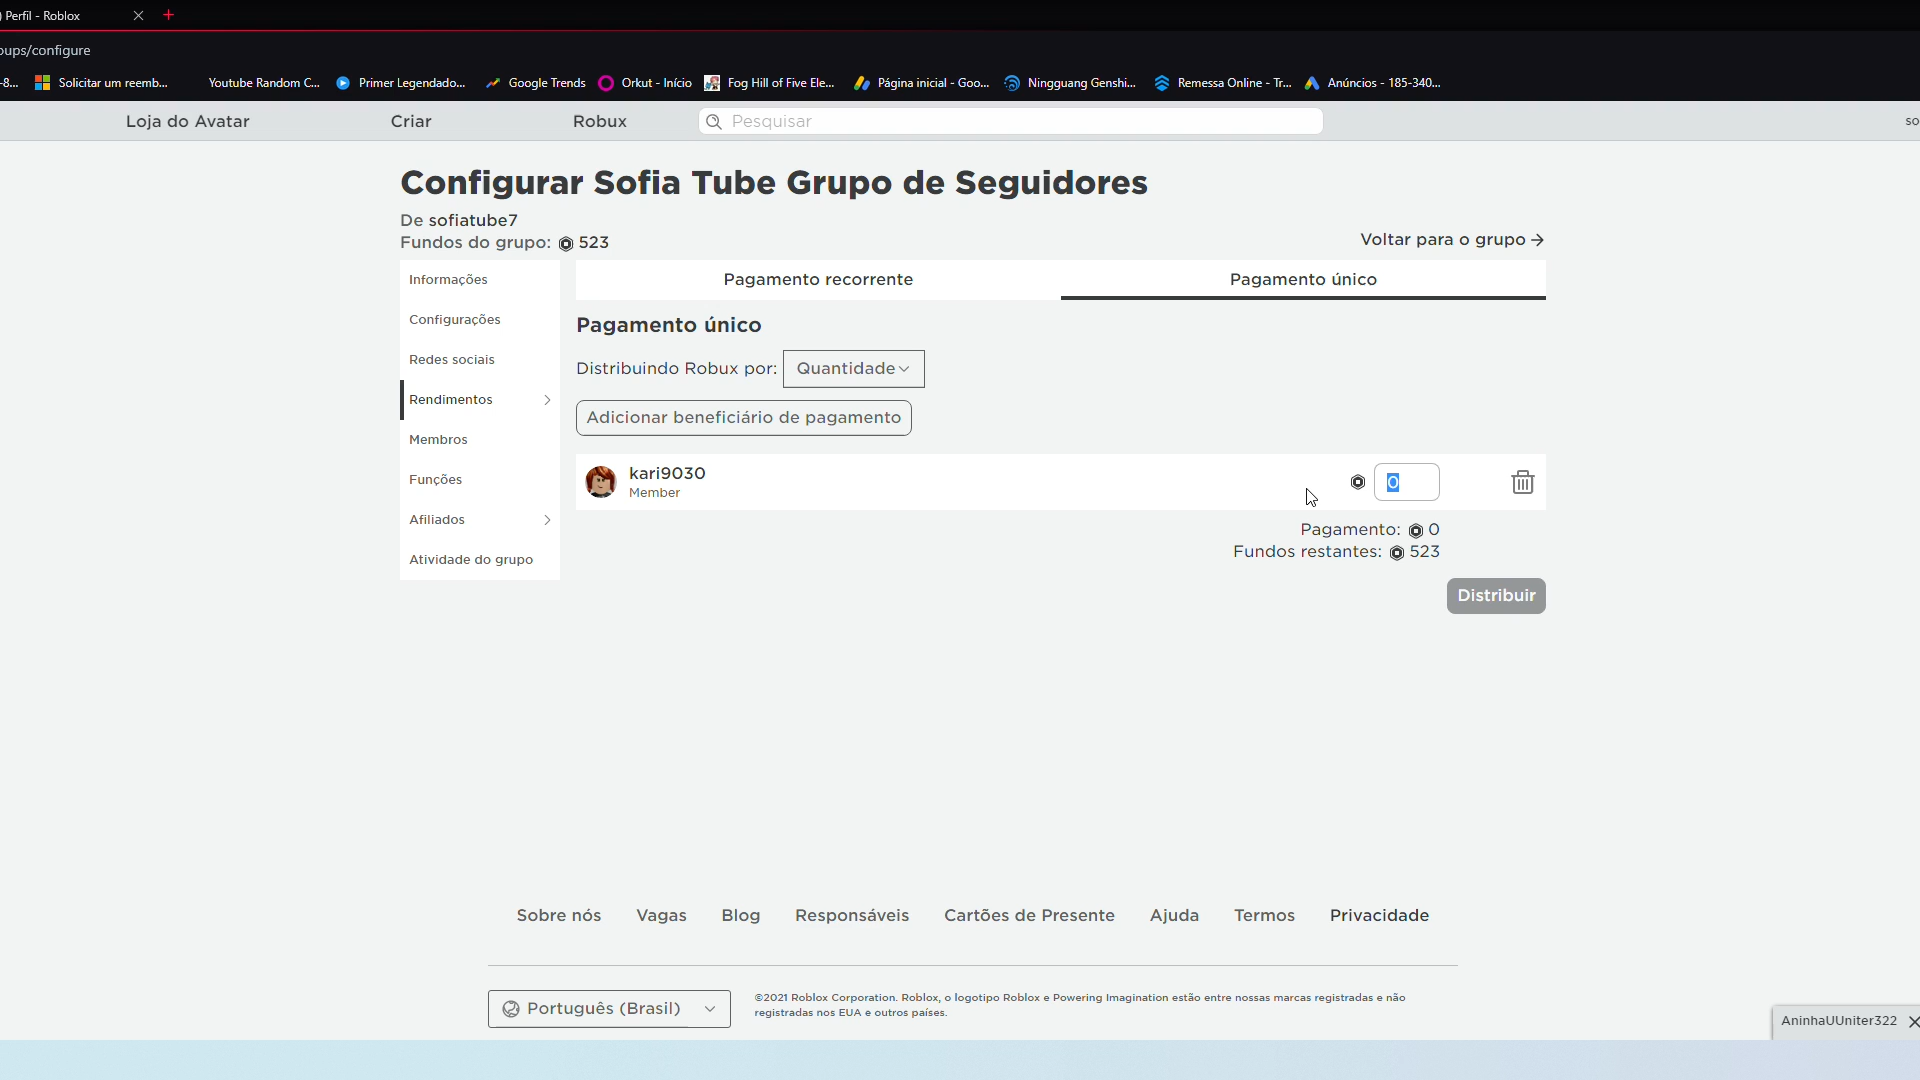 ) Perfil - Roblox
oups/configure
-8...
Solicitar um reemb...
Youtube Random C...
Primer Legendado...
Google Trends
Orkut - Início
Fog Hill of Five Ele...
Página inicial - Goo...
Ningguang Genshi...
Remessa Online - Tr...
Anúncios - 185-340...
Loja do Avatar
Criar
Robux
Pesquisar
so
Configurar Sofia Tube Grupo de Seguidores
De sofiatube7
Fundos do grupo: 523
Voltar para o grupo
Informações
Configurações
Redes sociais
Rendimentos
Membros
Funções
Afiliados
Atividade do grupo
Pagamento recorrente
Pagamento único
Pagamento único
Distribuindo Robux por: Quantidade
Adicionar beneficiário de pagamento
kari9030
Member
0
Pagamento: 0
Fundos restantes: 523
Distribuir
Sobre nós
Vagas
Blog
Responsáveis
Cartões de Presente
Ajuda
Termos
Privacidade
Português (Brasil)
©2021 Roblox Corporation. Roblox, o logotipo Roblox e Powering Imagination estão entre nossas marcas registradas e não
registradas nos EUA e outros países.
AninhaUUniter322